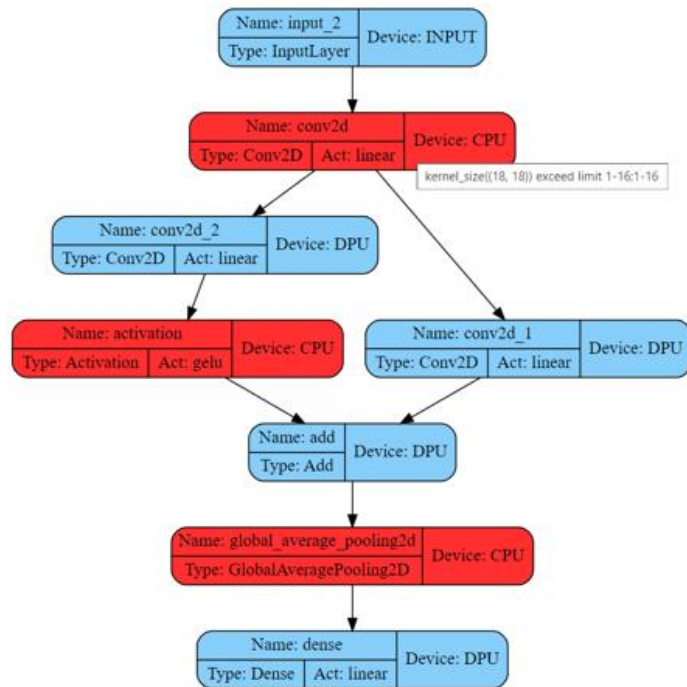 Name: input_2
Type: InputLayer
Device: INPUT
Name: conv2d
Type: Conv2D
Act: linear
Device: CPU
kernel_size((18, 18)) exceed limit 1-16;1-16
Name: conv2d_2
Type: Conv2D
Act: linear
Device: DPU
Name: activation
Type: Activation
Act: gelu
Device: CPU
Name: conv2d_1
Type: Conv2D
Act: linear
Device: DPU
Name: add
Type: Add
Device: DPU
Name: global_average_pooling2d
Type: GlobalAveragePooling2D
Device: CPU
Name: dense
Type: Dense
Act: linear
Device: DPU